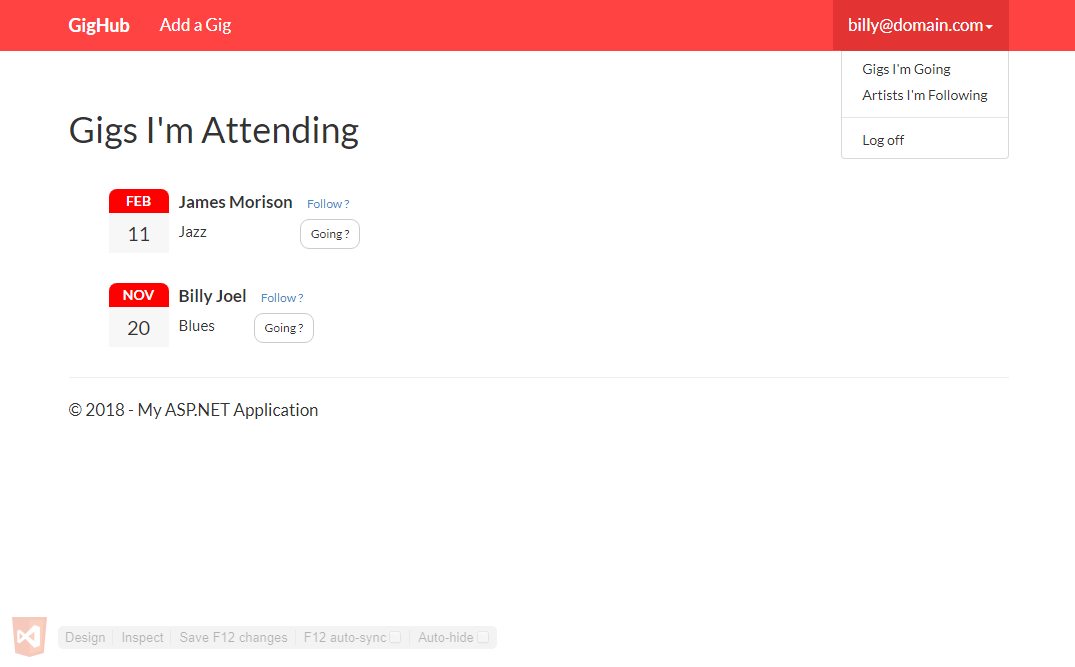 GigHub Add a Gig billy@domain.com
Gigs I'm Going
Artists I'm Following
Log off
Gigs I'm Attending
FEB James Morison Follow ?
11 Jazz Going ?
NOV Billy Joel Follow ?
20 Blues Going ?
© 2018 - My ASP.NET Application
Design Inspect Save F12 changes F12 auto-sync Auto-hide